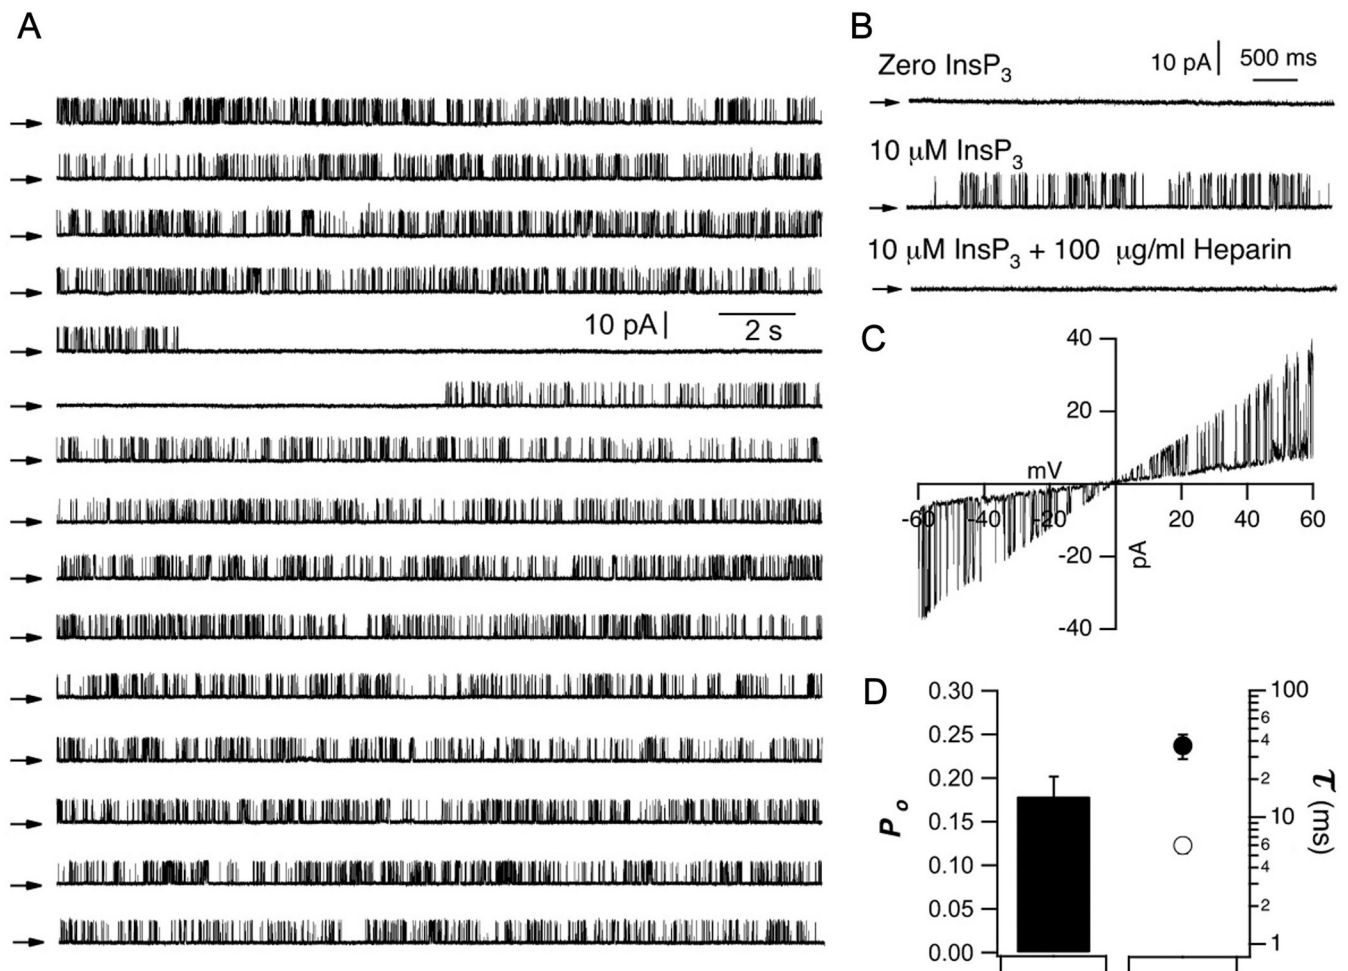 A
10 pA
2 s
B
Zero InsP3
10 pA
500 ms
10 μM InsP3
10 μM InsP3 + 100 μg/ml Heparin
C
40
20
mV
-60
-40
-20
20
40
60
-20
pA
-40
D
0.30
0.25
0.20
0.15
0.10
0.05
0.00
Po
100
6
4
2
10
6
4
2
1
τ (ms)